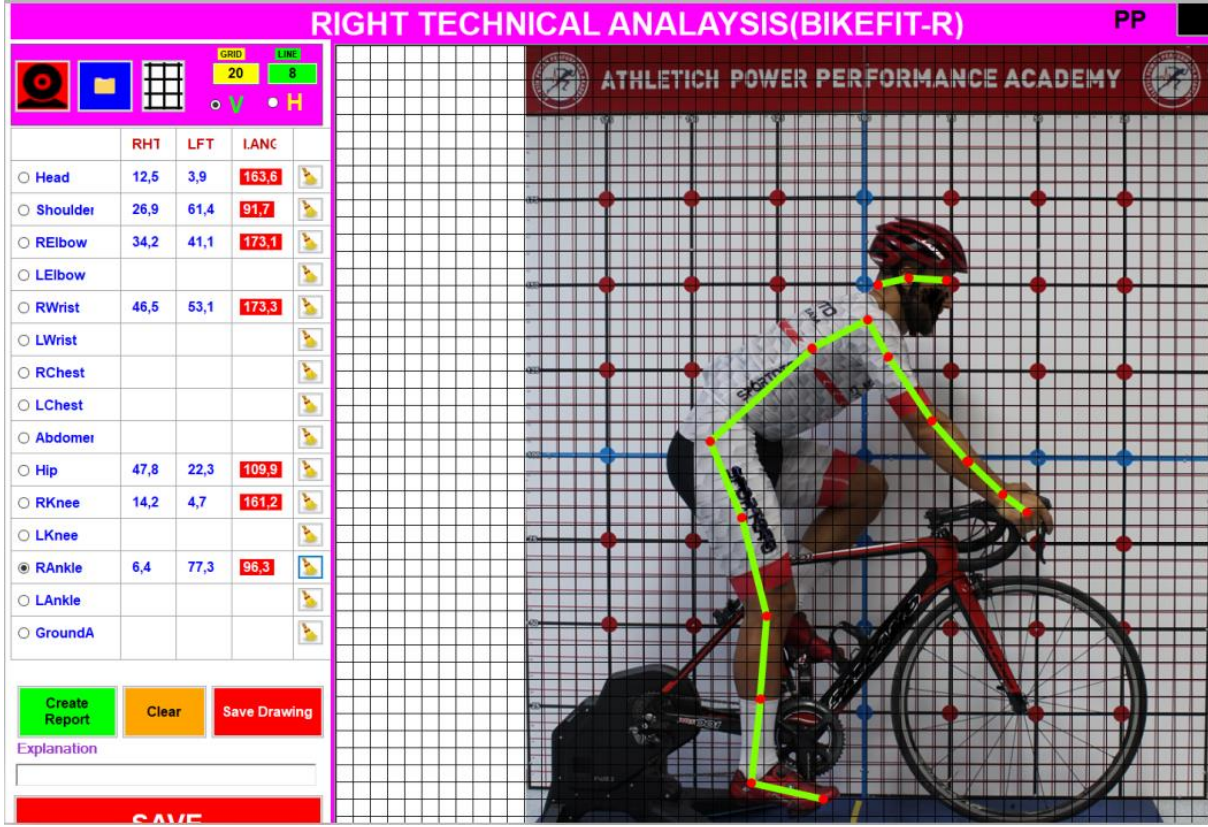 RIGHT TECHNICAL ANALAYSIS(BIKEFIT-R) PP
GRID LINE
20 8
V H
RHT LFT I.ANG
Head 12,5 3,9 163,6
Shoulder 26,9 61,4 91,7
RElbow 34,2 41,1 173,1
LElbow
RWrist 46,5 53,1 173,3
LWrist
RChest
LChest
Abdomer
Hip 47,8 22,3 109,9
RKnee 14,2 4,7 161,2
LKnee
RAnkle 6,4 77,3 96,3
LAnkle
GroundA
Create Report
Clear
Save Drawing
Explanation
SAVE
ATHLETICH POWER PERFORMANCE ACADEMY